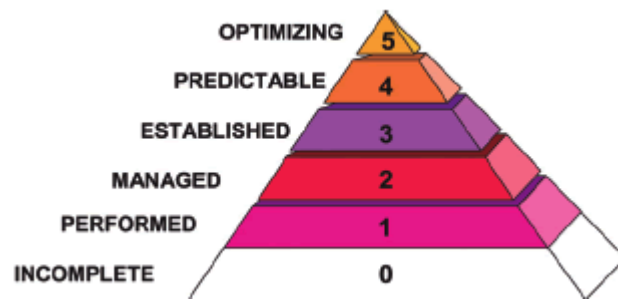 OPTIMIZING 5
PREDICTABLE 4
ESTABLISHED 3
MANAGED 2
PERFORMED 1
INCOMPLETE 0